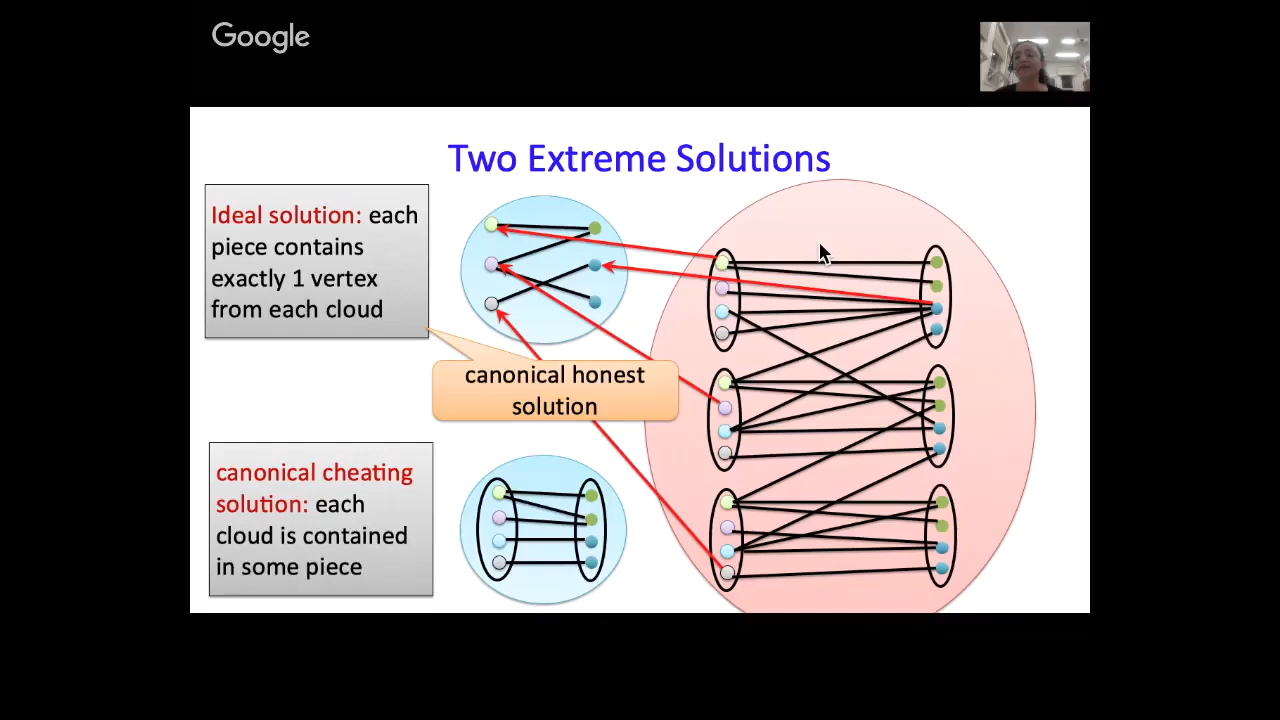 Google
Two Extreme Solutions
Ideal solution: each
piece contains
exactly 1 vertex
from each cloud
canonical honest
solution
canonical cheating
solution: each
cloud is contained
in some piece